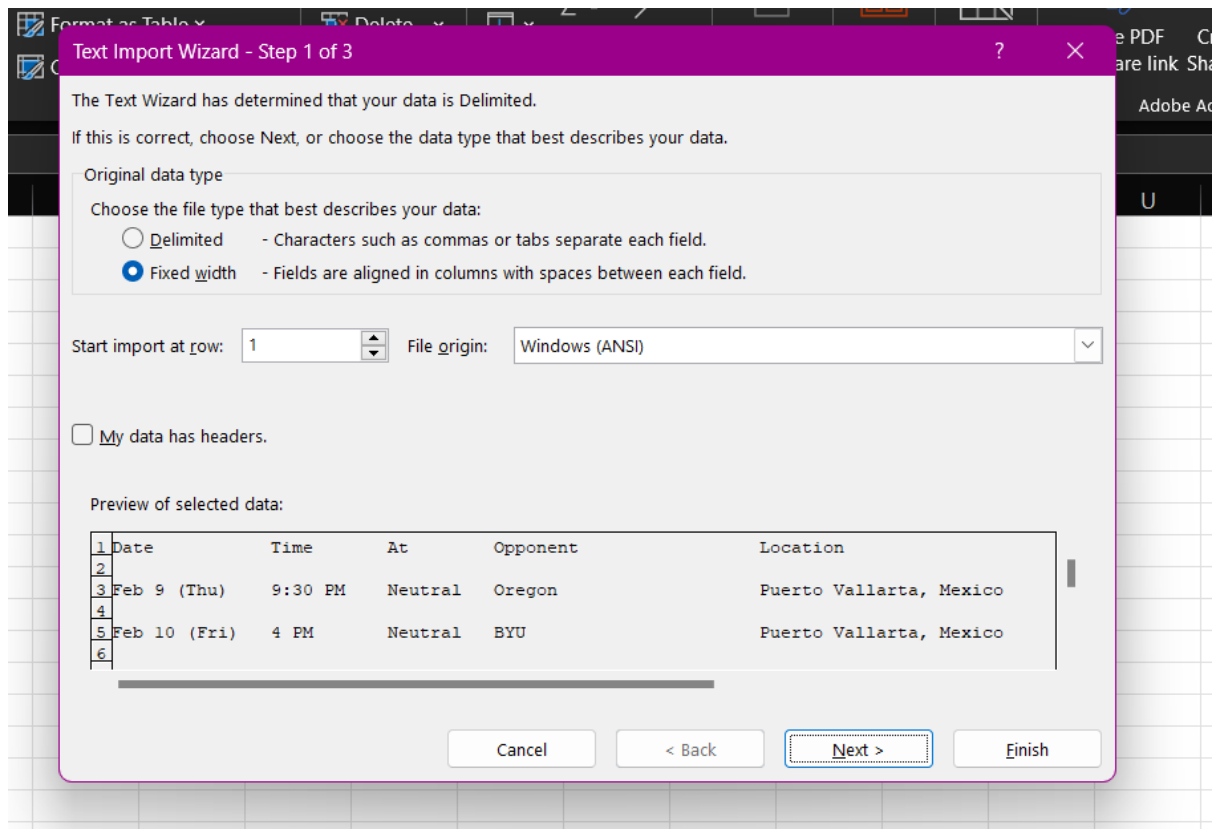 Format as Table
Delete
e PDF
are link
Adobe
U
Text Import Wizard - Step 1 of 3 ?
The Text Wizard has determined that your data is Delimited.
If this is correct, choose Next, or choose the data type that best describes your data.
Original data type
Choose the file type that best describes your data:
Delimited - Characters such as commas or tabs separate each field.
Fixed width - Fields are aligned in columns with spaces between each field.
Start import at row: 1 File origin: Windows (ANSI)
My data has headers.
Preview of selected data:
1 Date Time At Opponent Location
2
3 Feb 9 (Thu) 9:30 PM Neutral Oregon Puerto Vallarta, Mexico
4
5 Feb 10 (Fri) 4 PM Neutral BYU Puerto Vallarta, Mexico
6
Cancel < Back Next > Finish